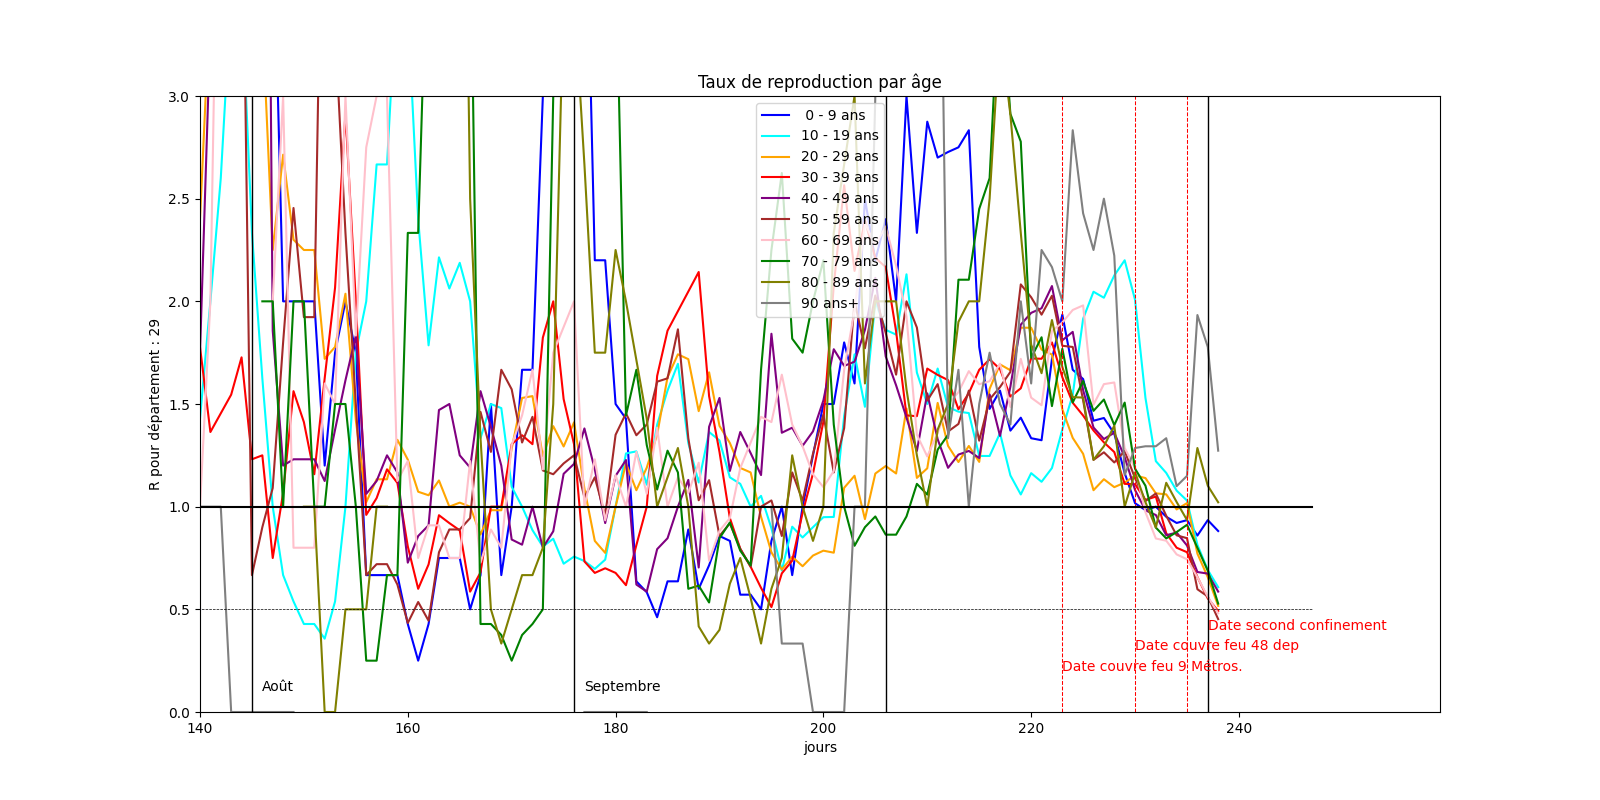 Taux de reproduction par âge
R pour département : 29
3.0
2.5
2.0
1.5
1.0
0.5
0.0
0 - 9 ans
10 - 19 ans
20 - 29 ans
30 - 39 ans
40 - 49 ans
50 - 59 ans
60 - 69 ans
70 - 79 ans
80 - 89 ans
90 ans+
Date second confinement
Date couvre feu 48 dep
Date couvre feu 9 Métros.
Août
Septembre
140
160
180
200
220
240
jours